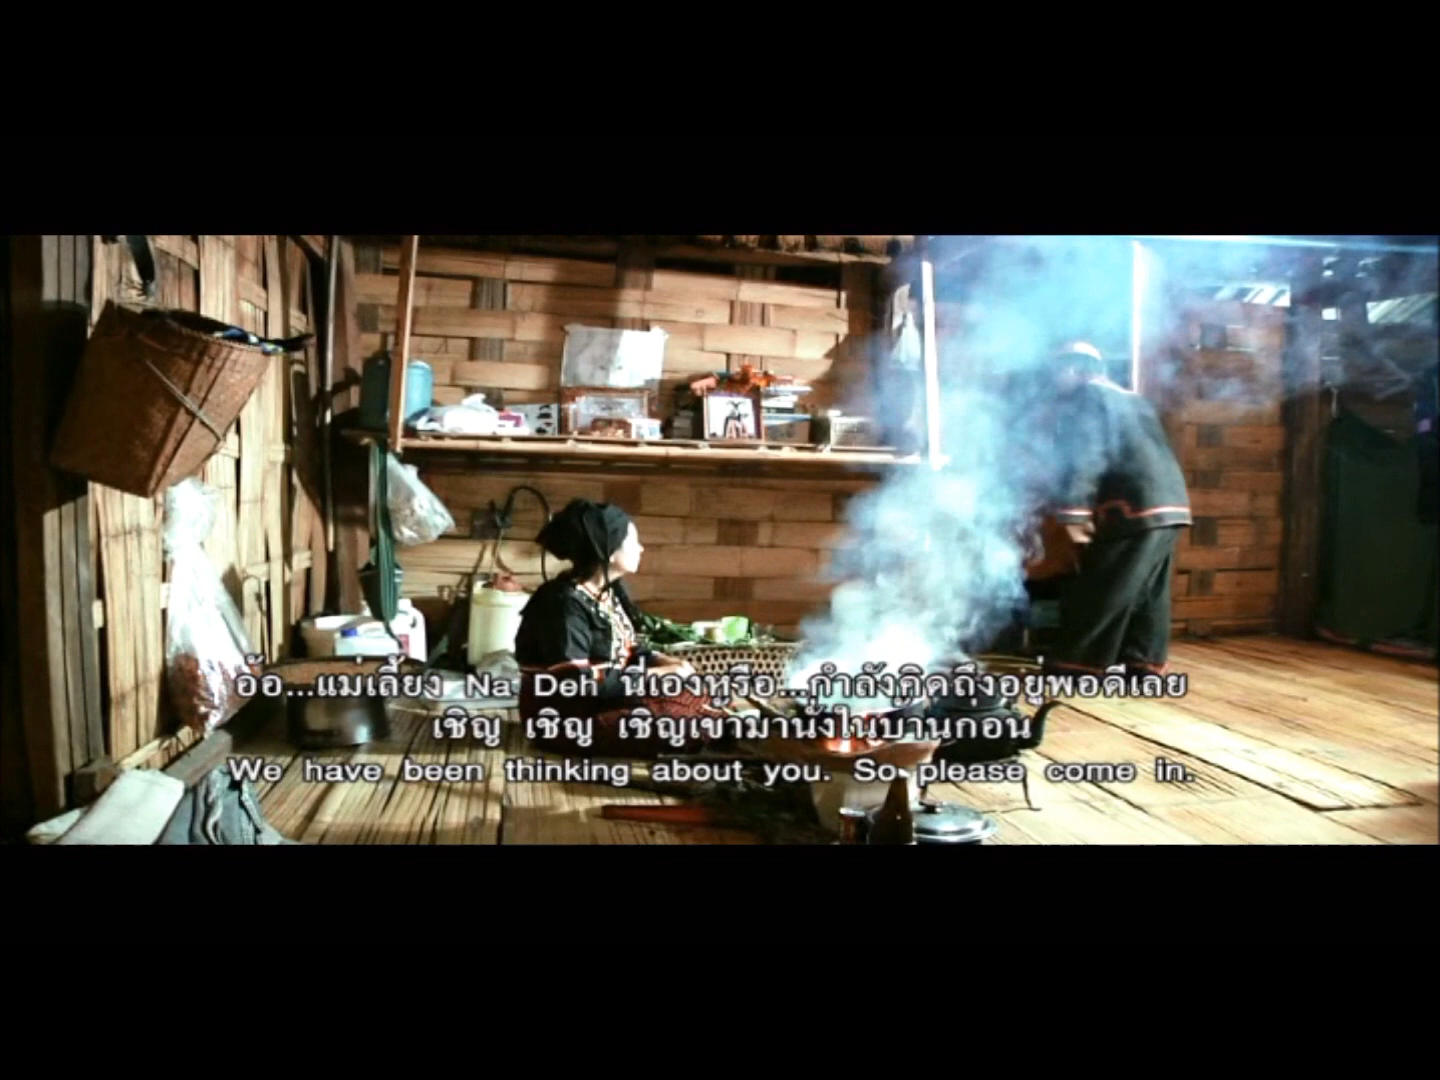 อ้อ...แม่เลี้ยง Na Deh นี่เองหรือ...กำลังคิดถึงอยู่พอดีเลย
เชิญ เชิญ เชิญเข้ามานั่งในบ้านก่อน
We have been thinking about you. So please come in.